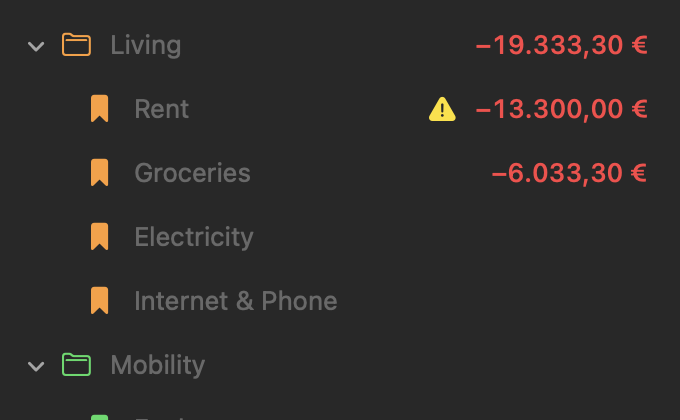 Living −19.333,30 €
Rent −13.300,00 €
Groceries −6.033,30 €
Electricity
Internet & Phone
Mobility